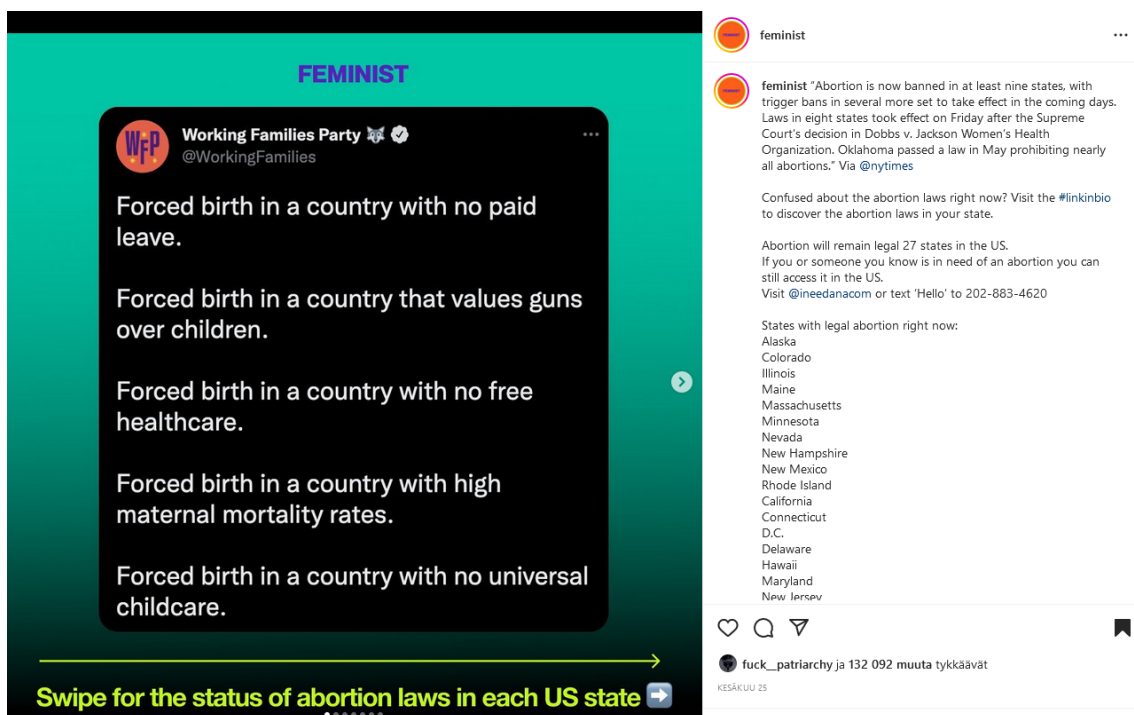 FEMINIST
WFP
Working Families Party
@WorkingFamilies
Forced birth in a country with no paid
leave.
Forced birth in a country that values guns
over children.
Forced birth in a country with no free
healthcare.
Forced birth in a country with high
maternal mortality rates.
Forced birth in a country with no universal
childcare.
Swipe for the status of abortion laws in each US state
feminist
feminist “Abortion is now banned in at least nine states, with
trigger bans in several more set to take effect in the coming days.
Laws in eight states took effect on Friday after the Supreme
Court’s decision in Dobbs v. Jackson Women’s Health
Organization. Oklahoma passed a law in May prohibiting nearly
all abortions.” Via @nytimes
Confused about the abortion laws right now? Visit the #linkinbio
to discover the abortion laws in your state.
Abortion will remain legal 27 states in the US.
If you or someone you know is in need of an abortion you can
still access it in the US.
Visit @ineedanacom or text ‘Hello’ to 202-883-4620
States with legal abortion right now:
Alaska
Colorado
Illinois
Maine
Massachusetts
Minnesota
Nevada
New Hampshire
New Mexico
Rhode Island
California
Connecticut
D.C.
Delaware
Hawaii
Maryland
New Jersey
fuck__patriarchy ja 132 092 muuta tykkäävät
KESÄKUU 25